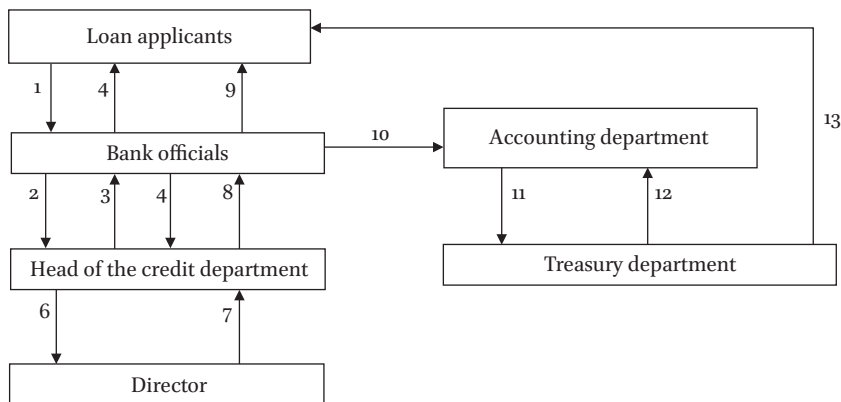 Loan applicants
1
4
9
13
Bank officials
10
Accounting department
2
3
4
8
11
12
Head of the credit department
Treasury department
6
7
Director